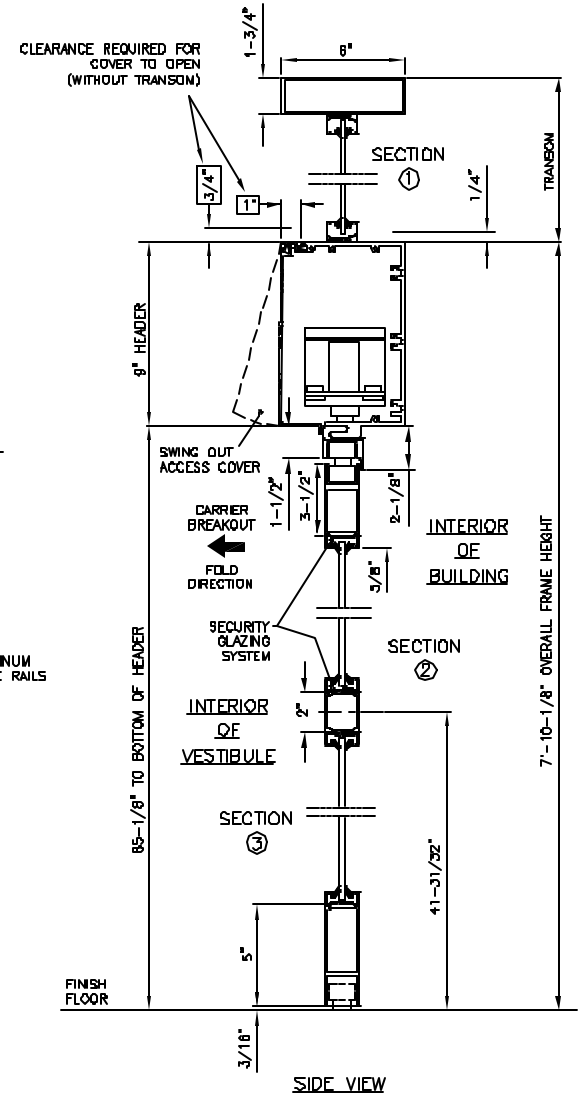 1-3/4"
6"
CLEARANCE REQUIRED FOR
COVER TO OPEN
(WITHOUT TRANSOM)
SECTION
1
TRANSOM
3/4"
1"
1/4"
9" HEADER
SWING OUT
ACCESS COVER
1-1/2"
3-1/2"
2-1/8"
CARRIER
BREAKOUT
FOLD
DIRECTION
INTERIOR
OF
BUILDING
5/8"
SECURITY
GLAZING
SYSTEM
SECTION
2
INUM
E RAILS
INTERIOR
OF
VESTIBULE
2"
85-1/8" TO BOTTOM OF HEADER
7'-10-1/8" OVERALL FRAME HEIGHT
SECTION
3
41-31/32"
5"
FINISH
FLOOR
3/16"
SIDE VIEW